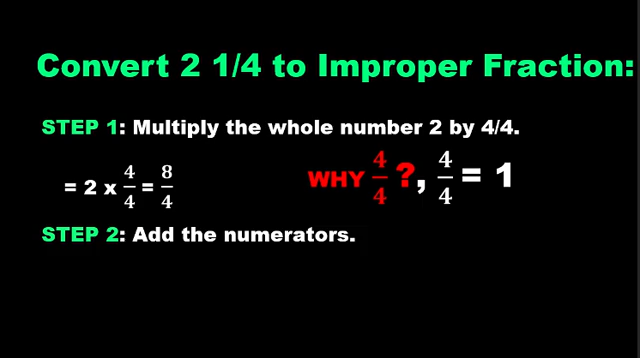 Convert 2 1/4 to Improper Fraction:
STEP 1: Multiply the whole number 2 by 4/4.
= 2 x 4/4 = 8/4
WHY 4/4 ?, 4/4 = 1
STEP 2: Add the numerators.